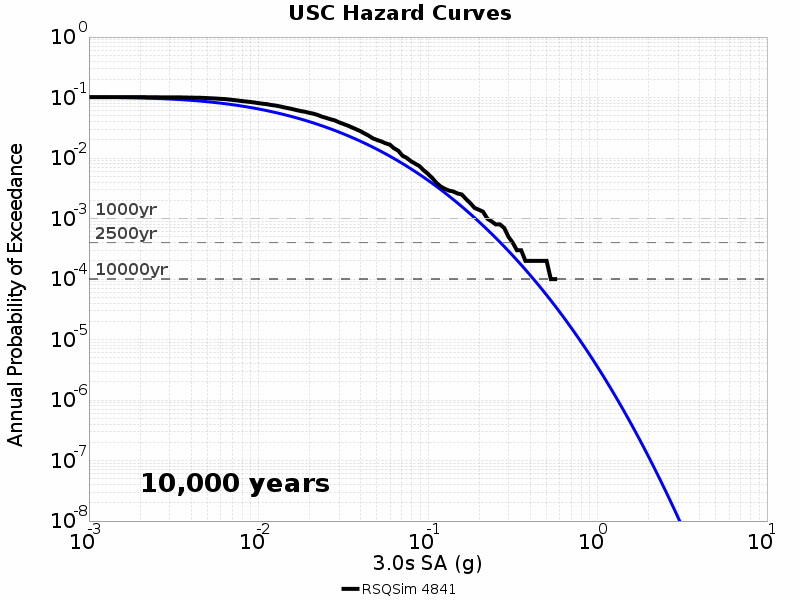 USC Hazard Curves
Annual Probability of Exceedance
10^0
10^-1
10^-2
10^-3
10^-4
10^-5
10^-6
10^-7
10^-8
1000yr
2500yr
10000yr
10,000 years
10^-3 10^-2 10^-1 10^0 10^1
3.0s SA (g)
RSQSim 4841